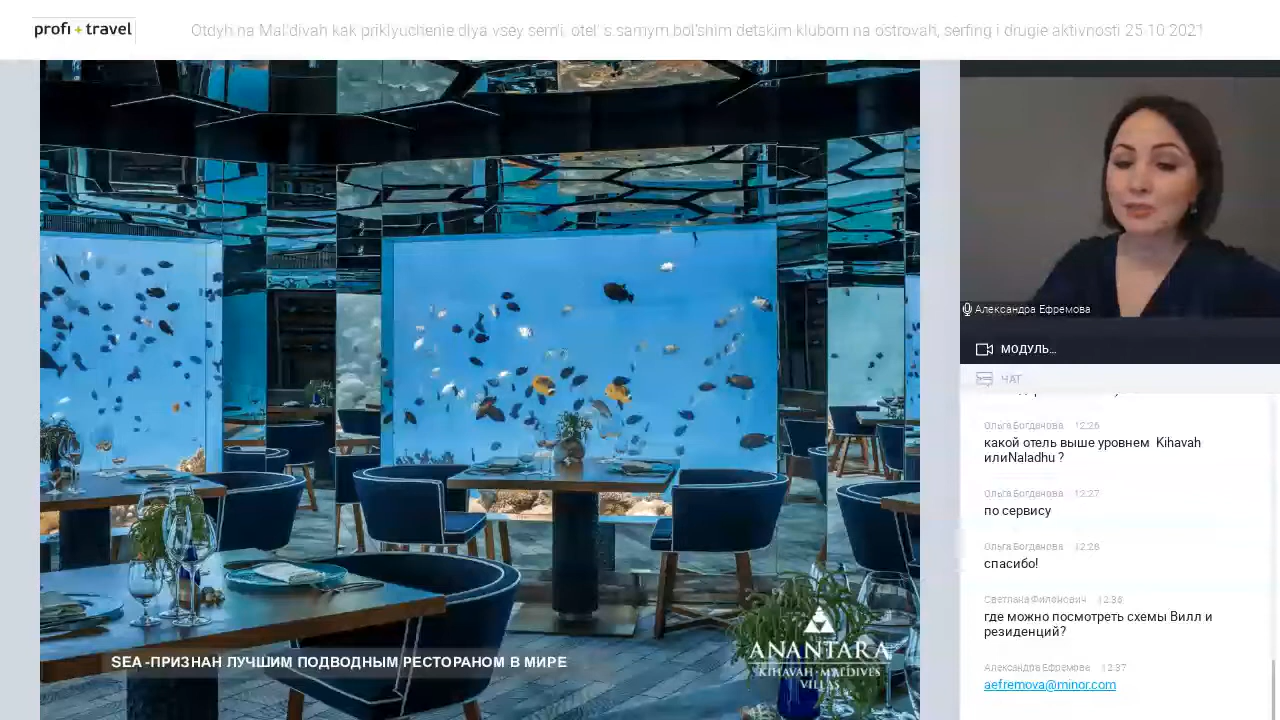 profi + travel
Otdyh na Mal'divah kak priklyuchenie dlya vsey sem'i, otel' s samym bol'shim detskim klubom na ostrovah, serfing i drugie aktivnosti 25 10 2021
Александра Ефремова
МОДУЛЬ...
ЧАТ
Ольга Богданова 12:26
какой отель выше уровнем Kihavah
илиNaladhu ?
Ольга Богданова 12:27
по сервису
Ольга Богданова 12:28
спасибо!
Светлана Филонович 12:36
где можно посмотреть схемы Вилл и
резиденций?
Александра Ефремова 12:37
aefremova@minor.com
SEA -ПРИЗНАН ЛУЧШИМ ПОДВОДНЫМ РЕСТОРАНОМ В МИРЕ
ANANTARA
KIHAVAH • MALDIVES
VILLAS